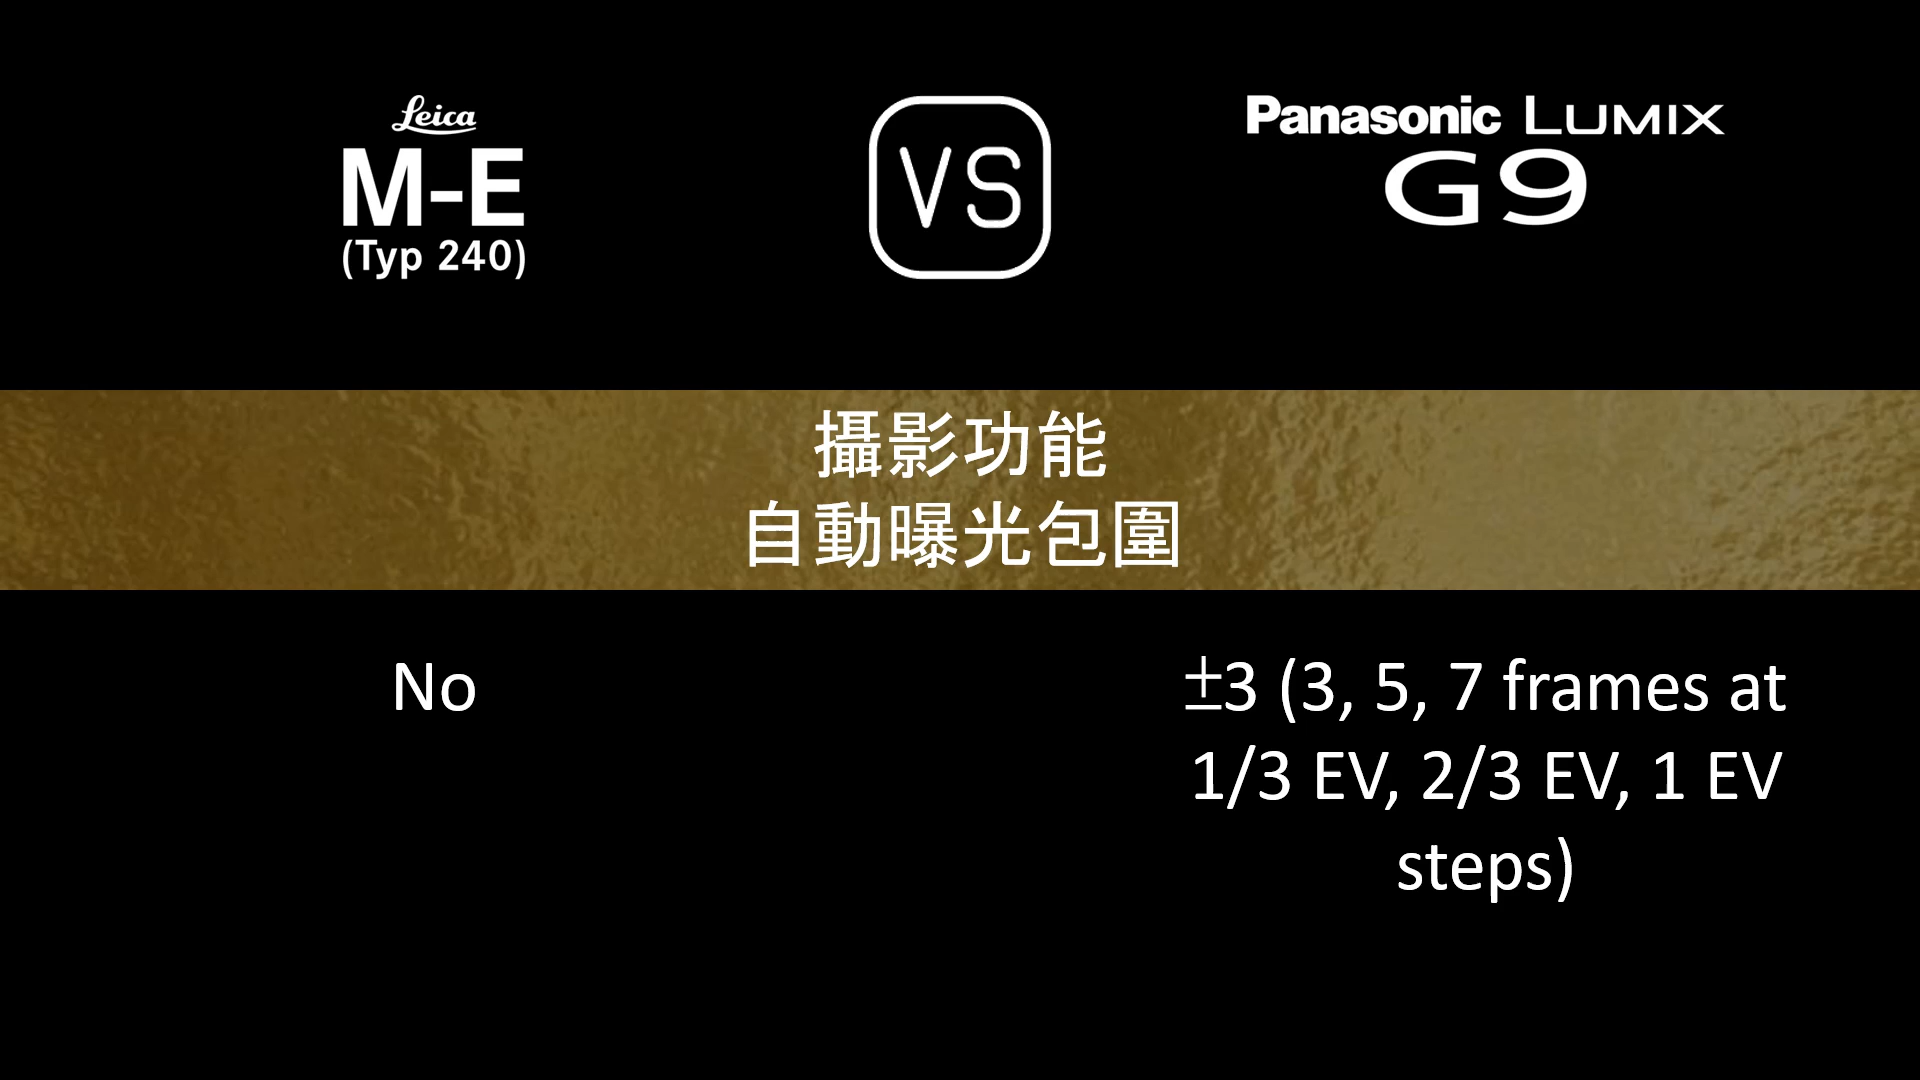 Leica
M-E
(Typ 240)
VS
Panasonic LUMIX
G9
攝影功能
自動曝光包圍
No
±3 (3, 5, 7 frames at
1/3 EV, 2/3 EV, 1 EV
steps)